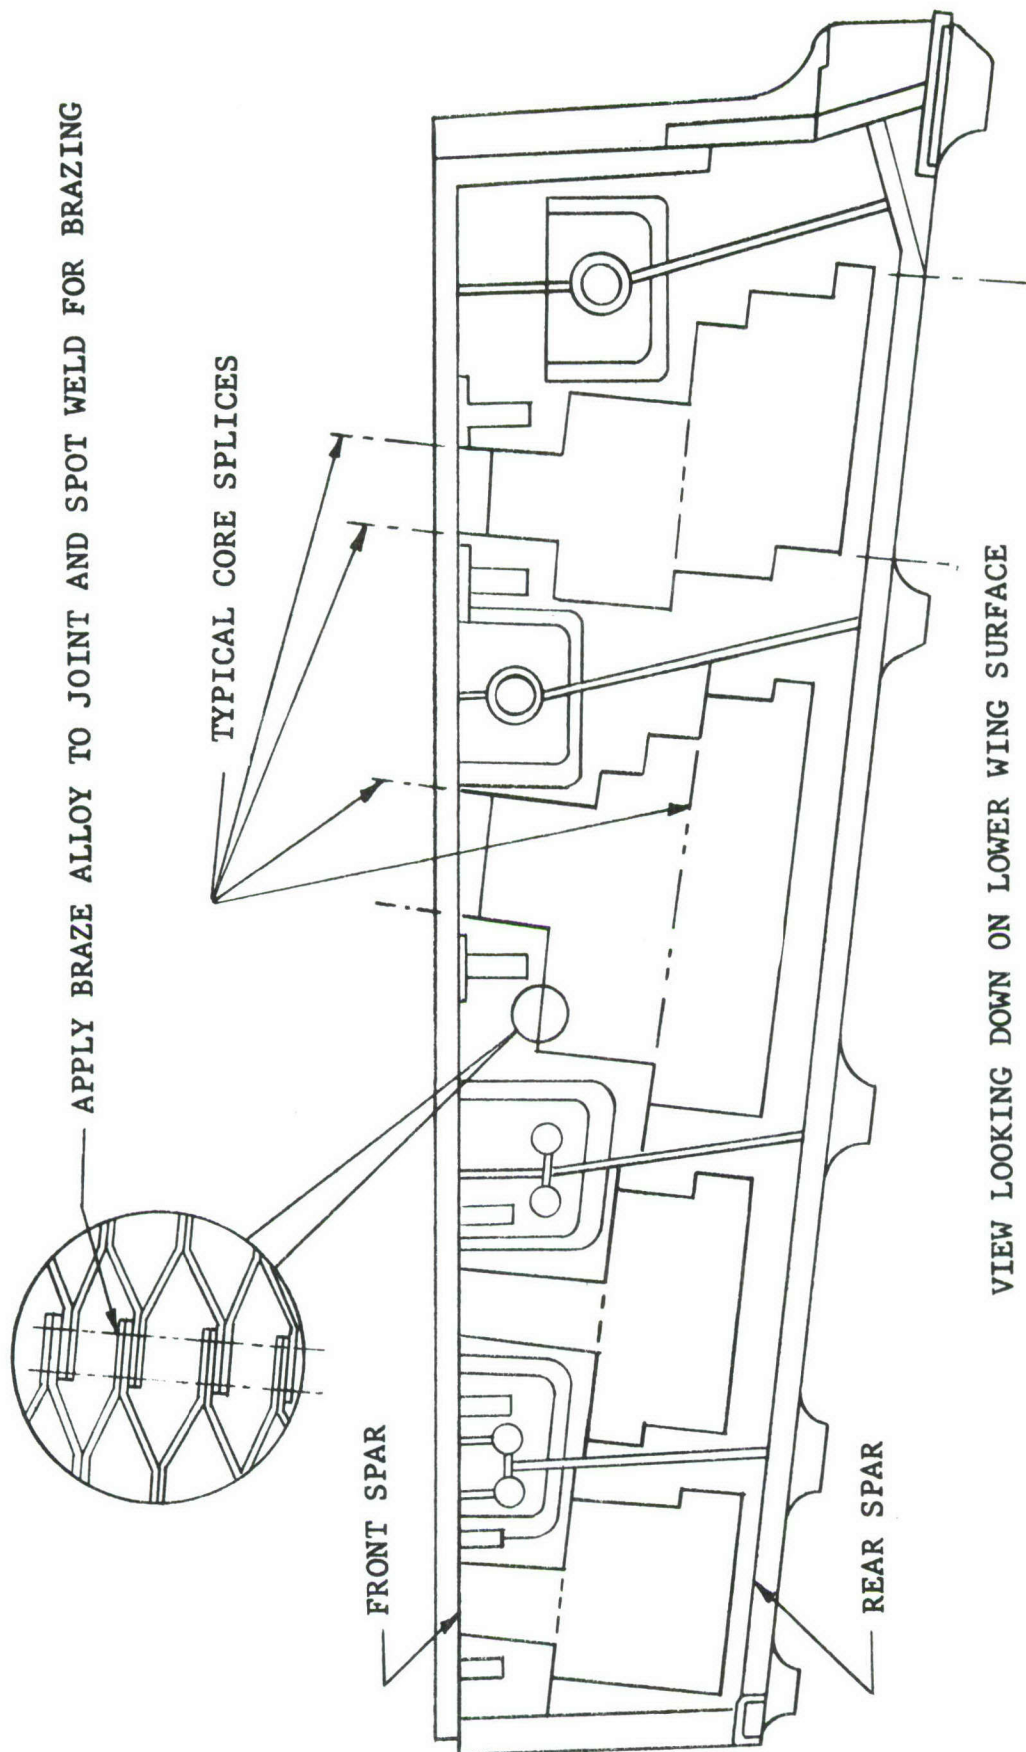 APPLY BRAZE ALLOY TO JOINT AND SPOT WELD FOR BRAZING
TYPICAL CORE SPLICES
FRONT SPAR
REAR SPAR
VIEW LOOKING DOWN ON LOWER WING SURFACE